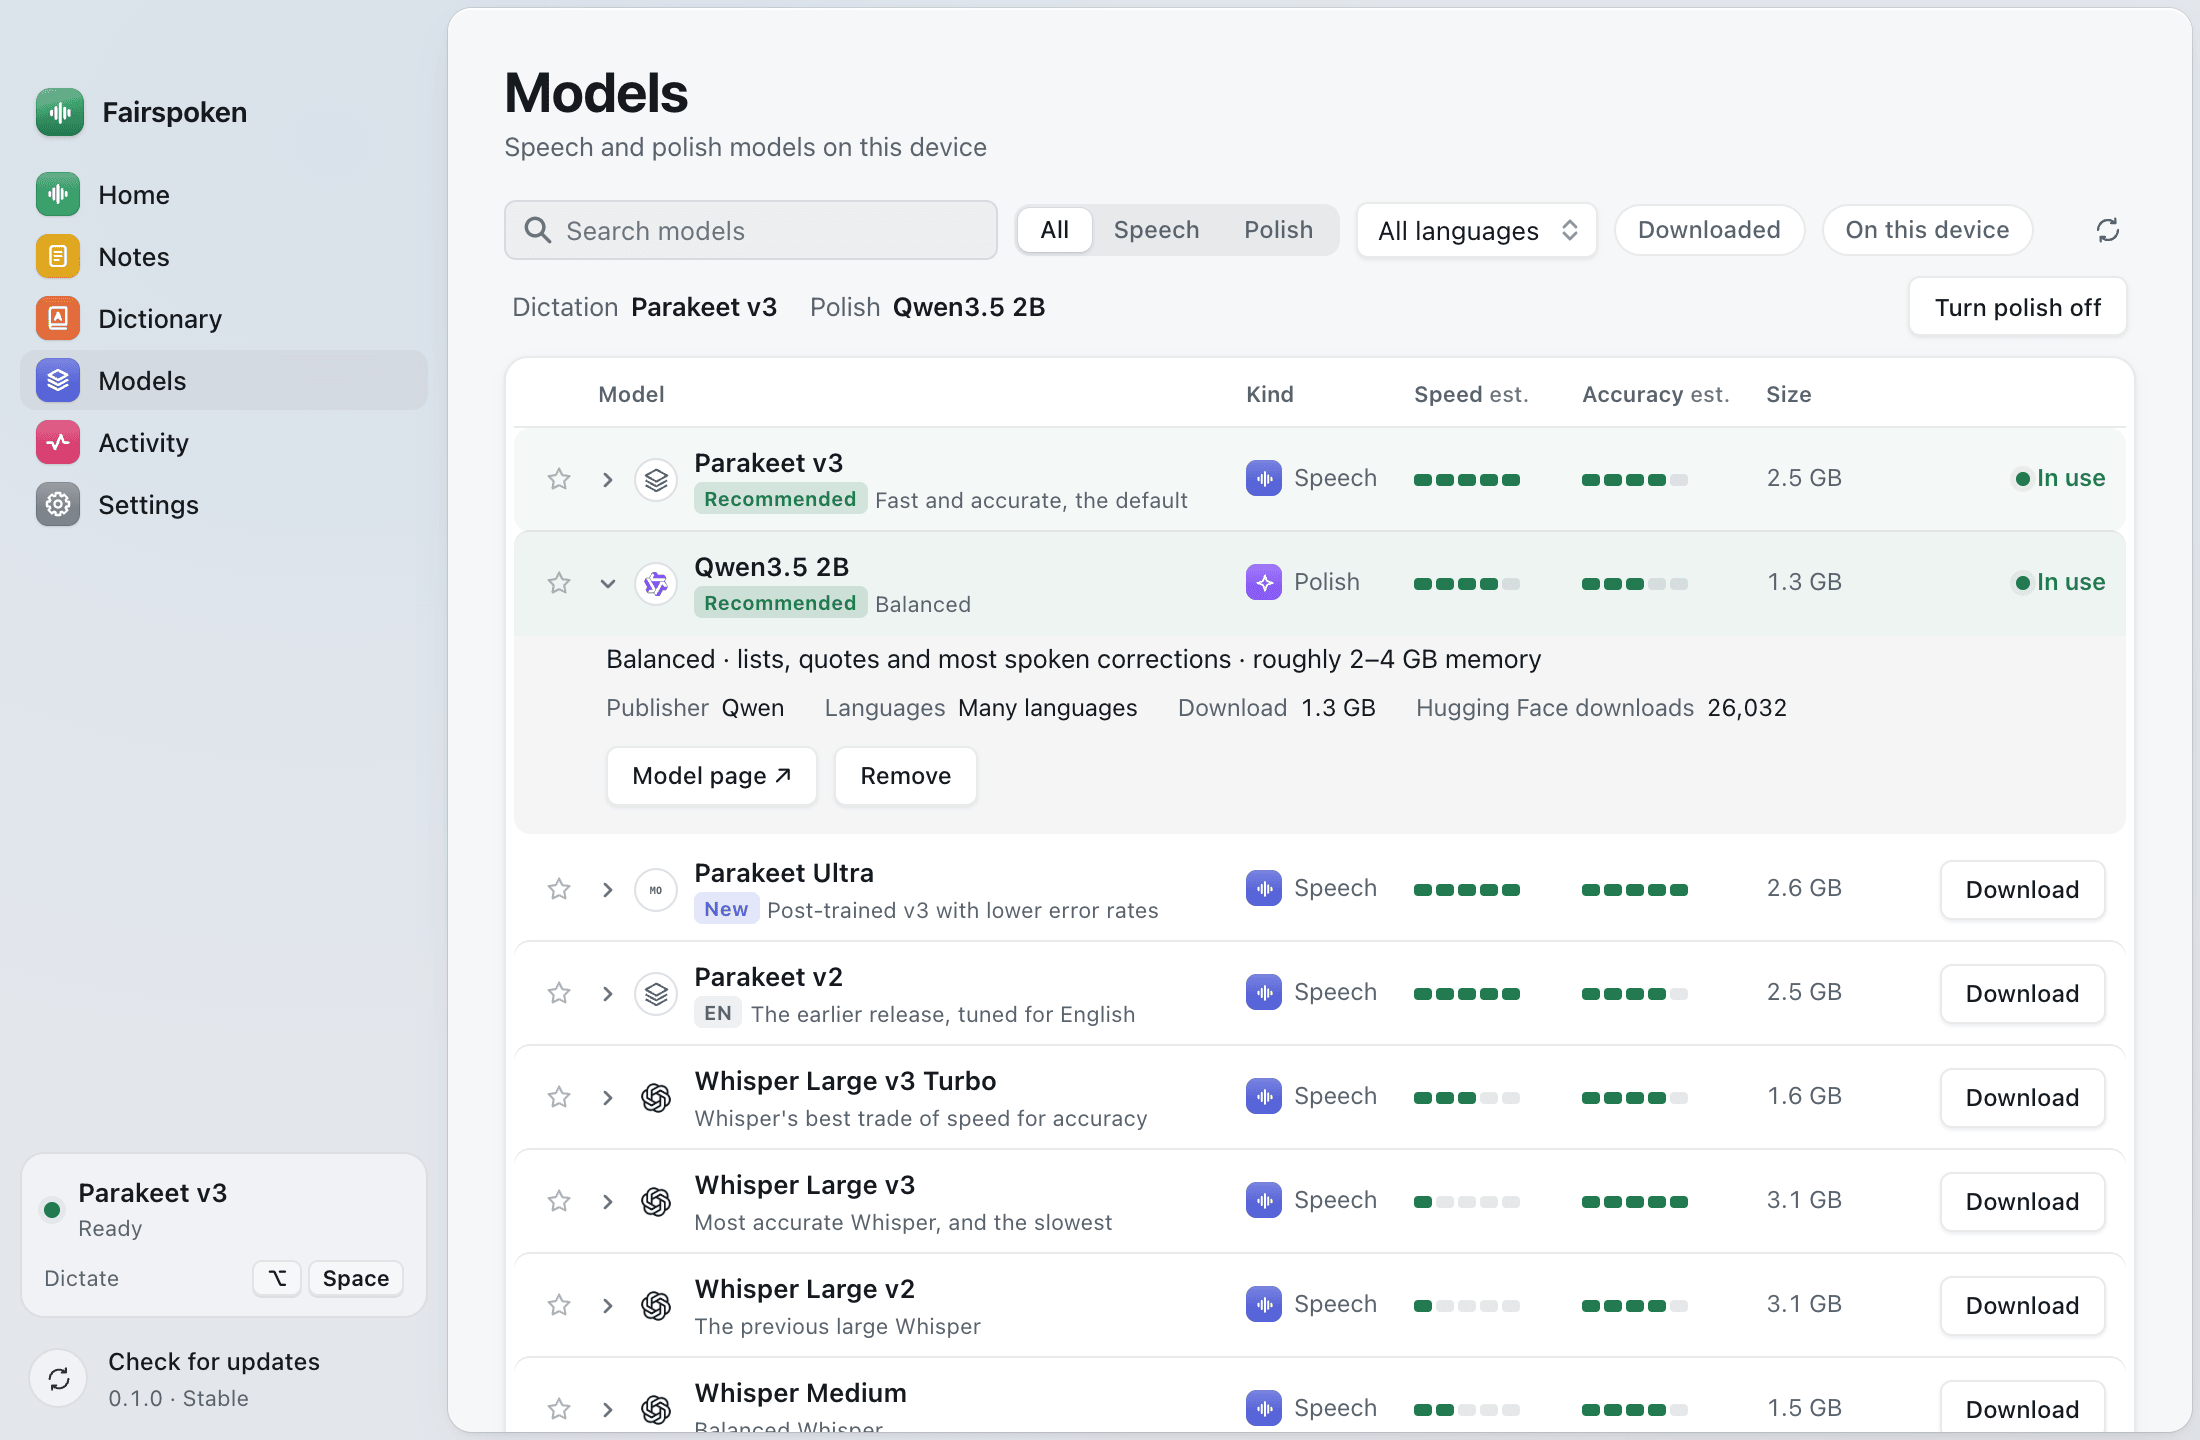 Fairspoken
Home
Notes
Dictionary
Models
Activity
Settings
Parakeet v3
Ready
Dictate ⌥ Space
Check for updates
0.1.0 · Stable
Models
Speech and polish models on this device
Search models All Speech Polish All languages Downloaded On this device
Dictation Parakeet v3 Polish Qwen3.5 2B Turn polish off
Model Kind Speed est. Accuracy est. Size
Parakeet v3
Recommended Fast and accurate, the default Speech 2.5 GB In use
Qwen3.5 2B
Recommended Balanced Polish 1.3 GB In use
Balanced · lists, quotes and most spoken corrections · roughly 2–4 GB memory
Publisher Qwen Languages Many languages Download 1.3 GB Hugging Face downloads 26,032
Model page ↗ Remove
MO Parakeet Ultra
New Post-trained v3 with lower error rates Speech 2.6 GB Download
Parakeet v2
EN The earlier release, tuned for English Speech 2.5 GB Download
Whisper Large v3 Turbo
Whisper's best trade of speed for accuracy Speech 1.6 GB Download
Whisper Large v3
Most accurate Whisper, and the slowest Speech 3.1 GB Download
Whisper Large v2
The previous large Whisper Speech 3.1 GB Download
Whisper Medium
Balanced Whisper Speech 1.5 GB Download